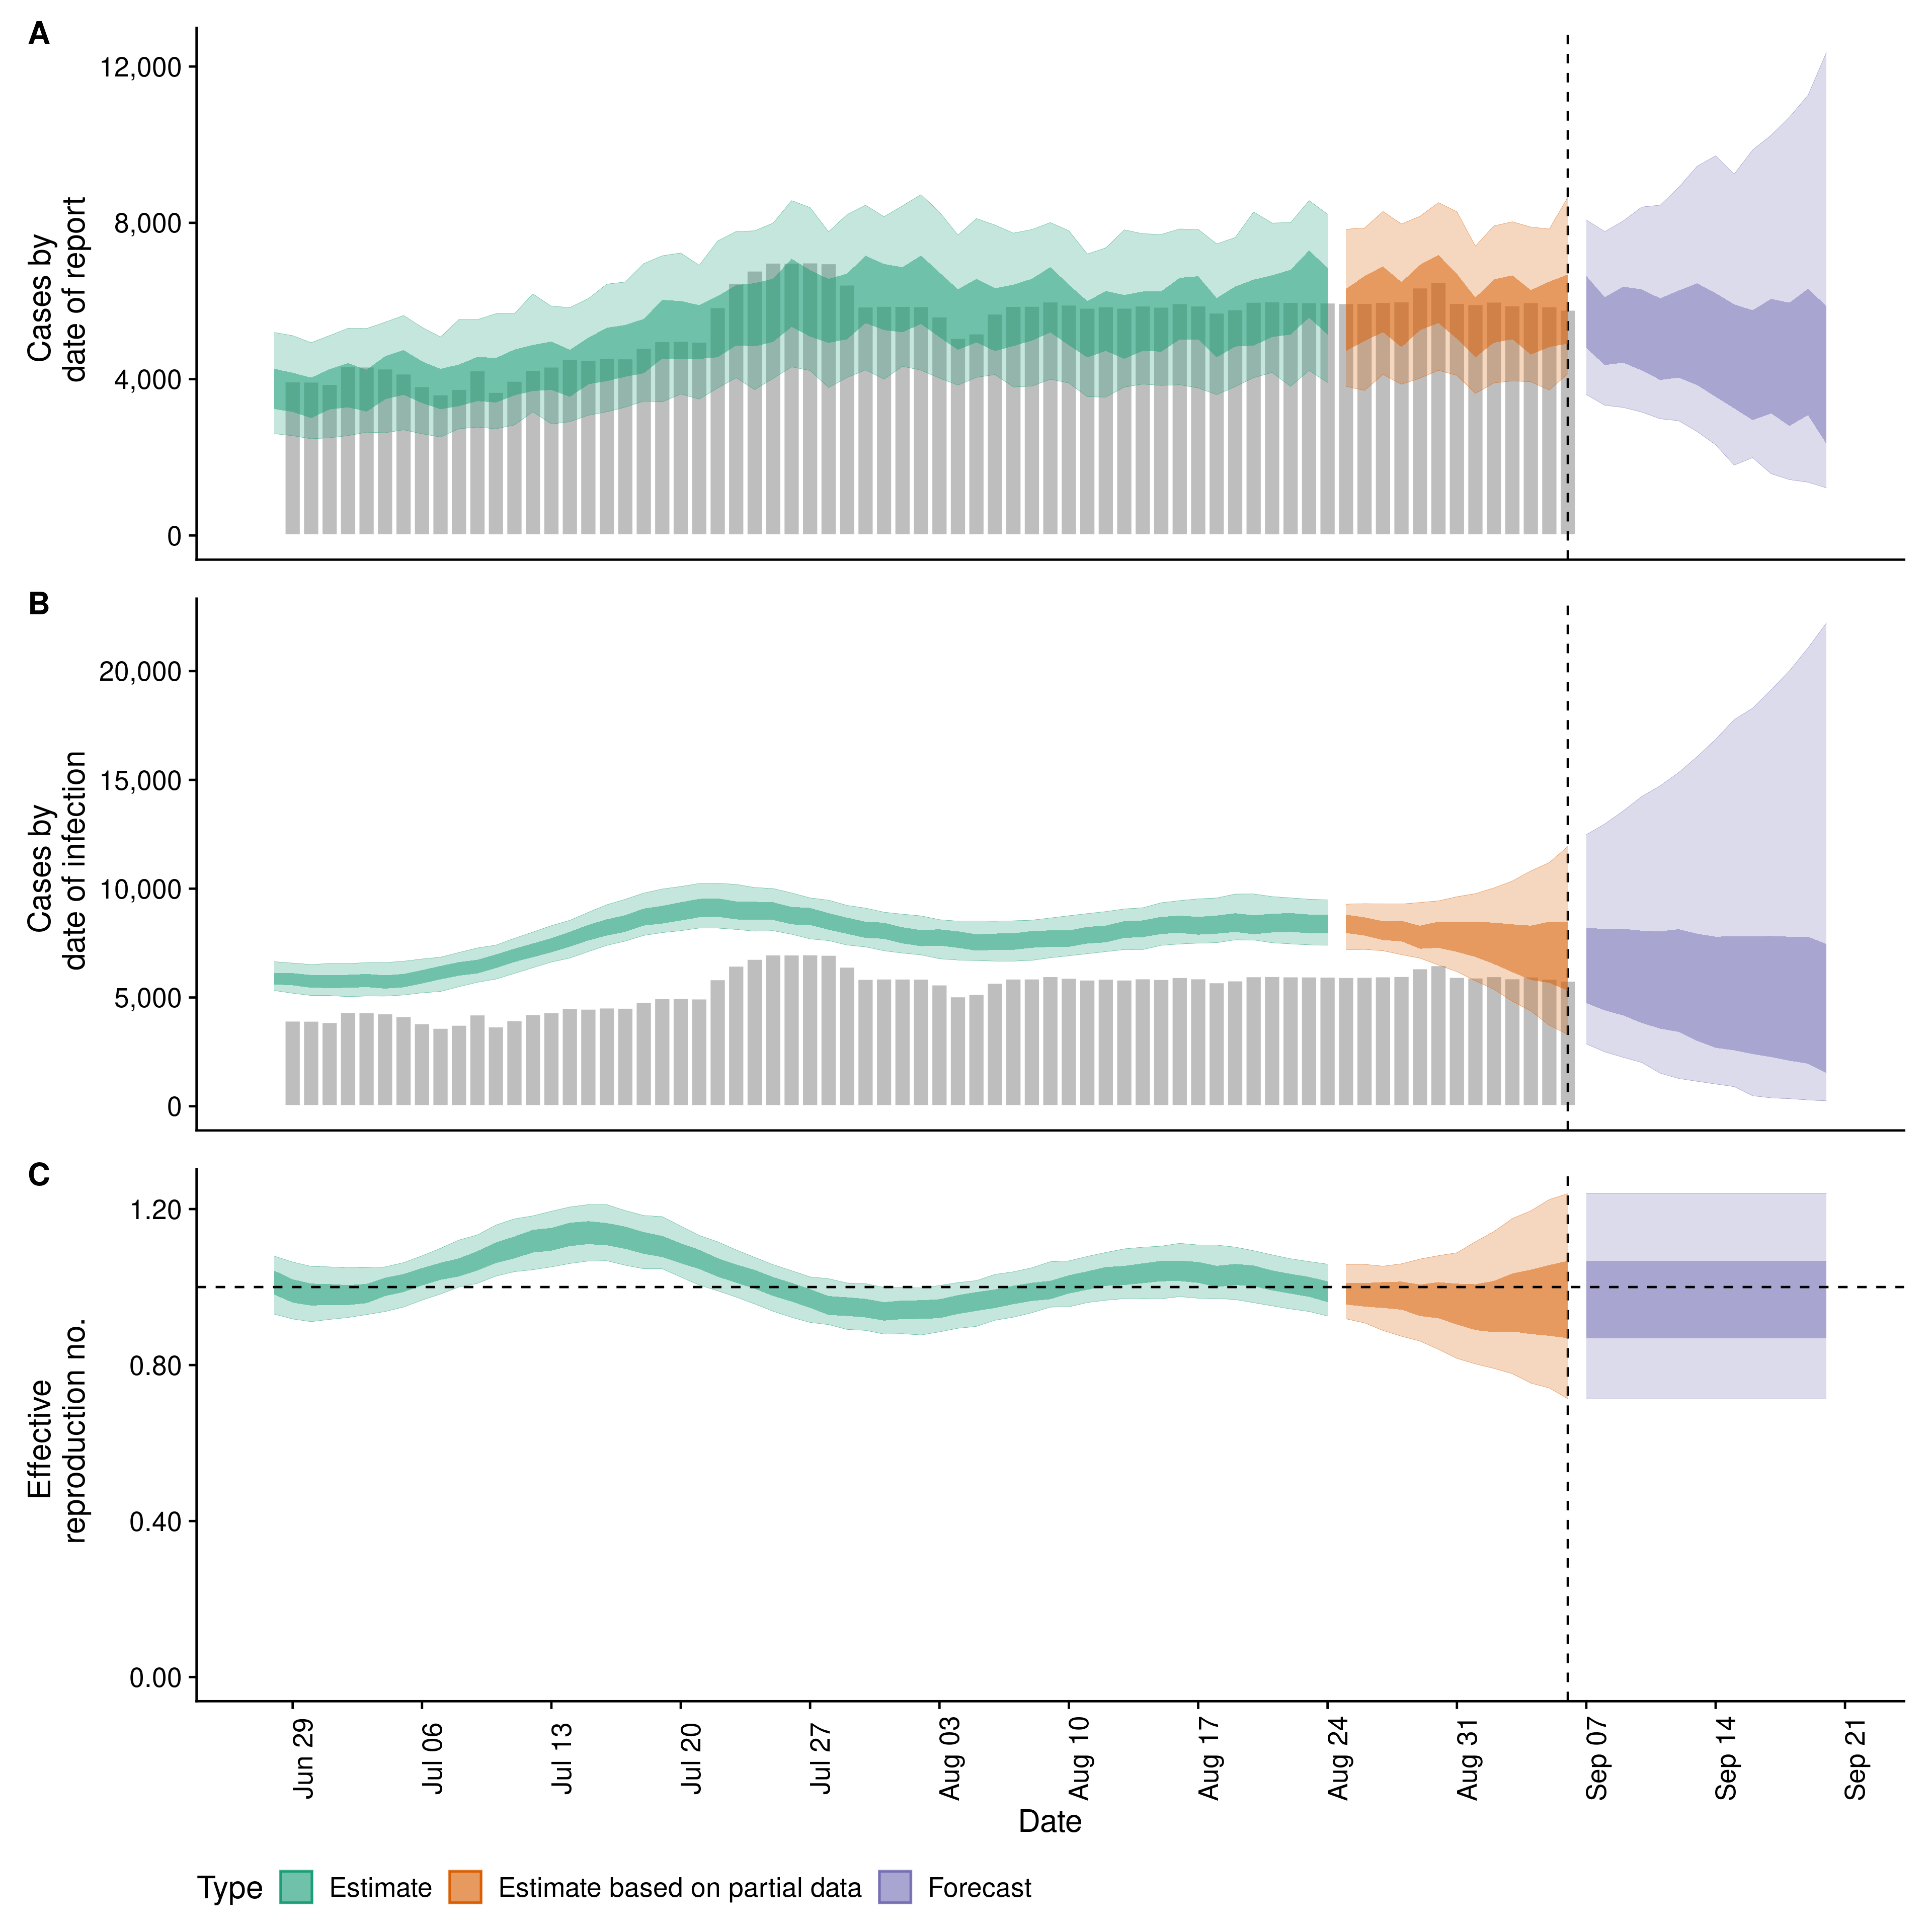 A
12,000
8,000
4,000
0
Cases by
date of report
B
20,000
15,000
10,000
5,000
0
Cases by
date of infection
C
1.20
0.80
0.40
0.00
Effective
reproduction no.
Jun 29
Jul 06
Jul 13
Jul 20
Jul 27
Aug 03
Aug 10
Aug 17
Aug 24
Aug 31
Sep 07
Sep 14
Sep 21
Date
Type Estimate Estimate based on partial data Forecast